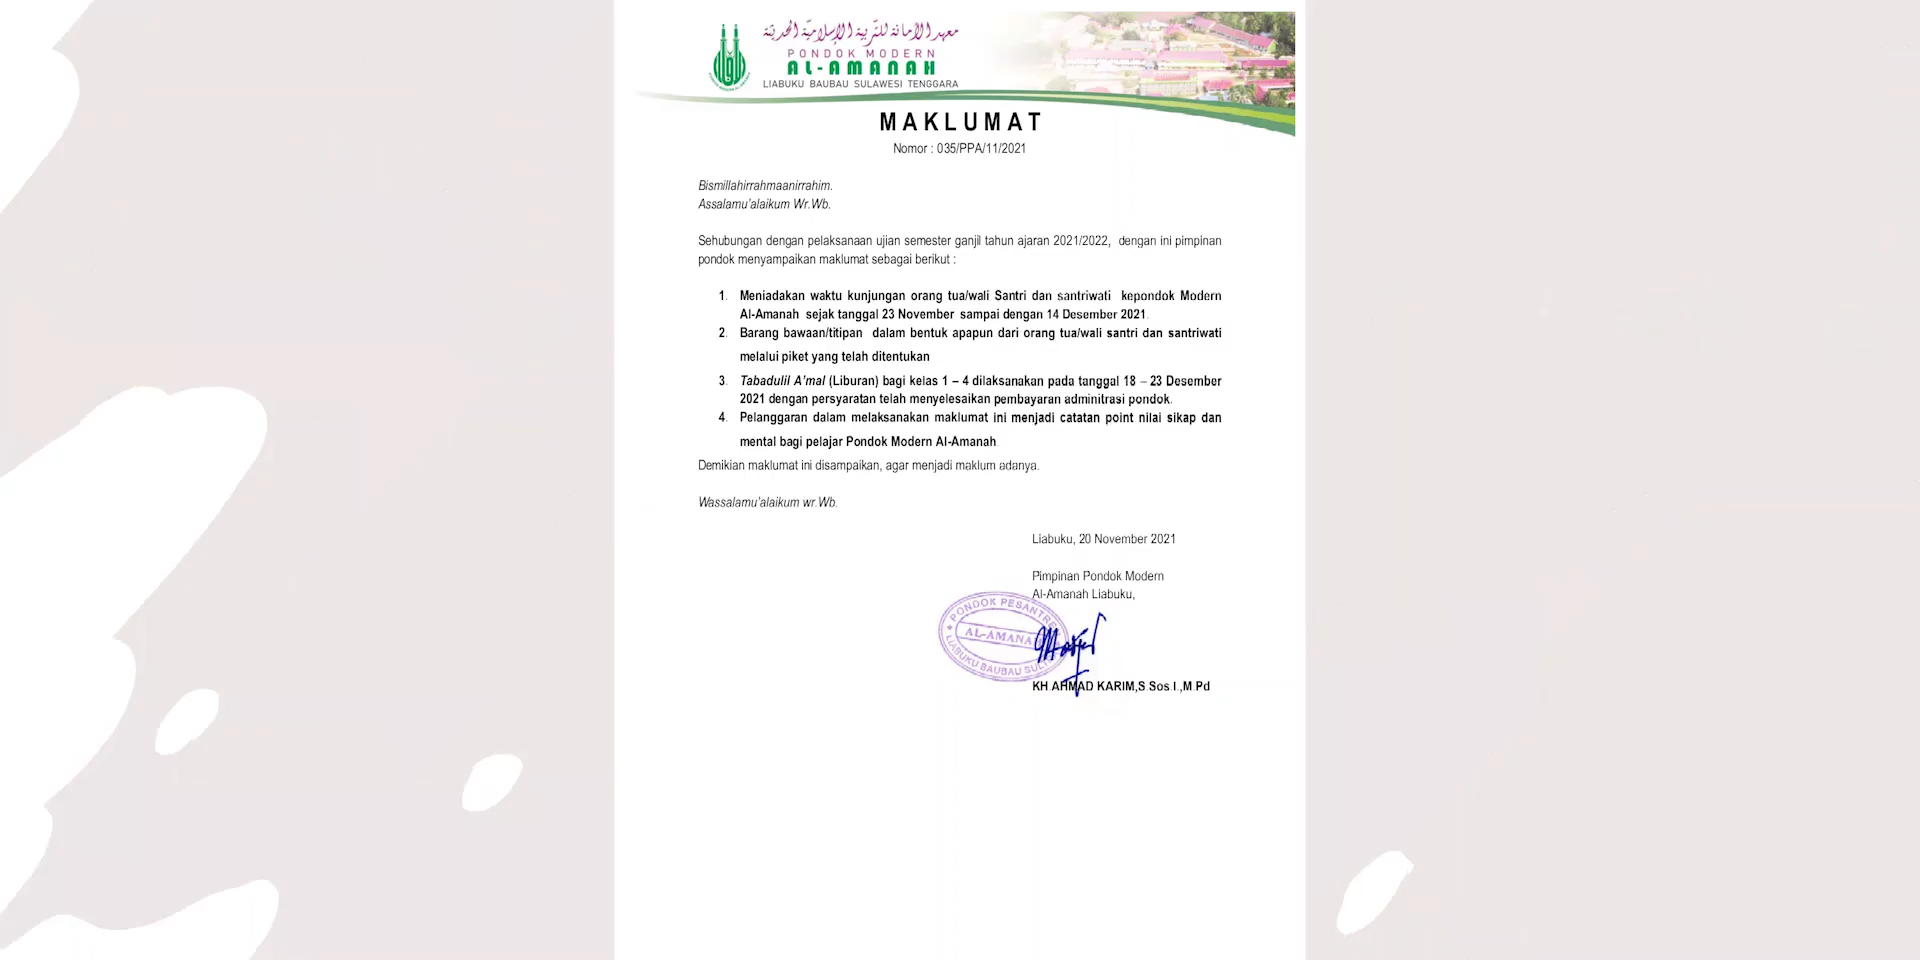 معهد الأمانة للتربية الإسلامية الحديثة
PONDOK MODERN
AL-AMANAH
LIABUKU BAUBAU SULAWESI TENGGARA
MAKLUMAT
Nomor : 035/PPA/11/2021
Bismillahirrahmaanirrahim.
Assalamu'alaikum Wr.Wb.
Sehubungan dengan pelaksanaan ujian semester ganjil tahun ajaran 2021/2022, dengan ini pimpinan
pondok menyampaikan maklumat sebagai berikut :
1. Meniadakan waktu kunjungan orang tua/wali Santri dan santriwati kepondok Modern
Al-Amanah sejak tanggal 23 November sampai dengan 14 Desember 2021.
2. Barang bawaan/titipan dalam bentuk apapun dari orang tua/wali santri dan santriwati
melalui piket yang telah ditentukan
3. Tabadulil A'mal (Liburan) bagi kelas 1 – 4 dilaksanakan pada tanggal 18 – 23 Desember
2021 dengan persyaratan telah menyelesaikan pembayaran adminitrasi pondok.
4. Pelanggaran dalam melaksanakan maklumat ini menjadi catatan point nilai sikap dan
mental bagi pelajar Pondok Modern Al-Amanah.
Demikian maklumat ini disampaikan, agar menjadi maklum adanya.
Wassalamu'alaikum wr.Wb.
Liabuku, 20 November 2021
Pimpinan Pondok Modern
Al-Amanah Liabuku,
PONDOK PESANTRE
AL-AMANA
LIABUKU BAUBAU SULT
KH.AHMAD KARIM,S.Sos.I.,M.Pd